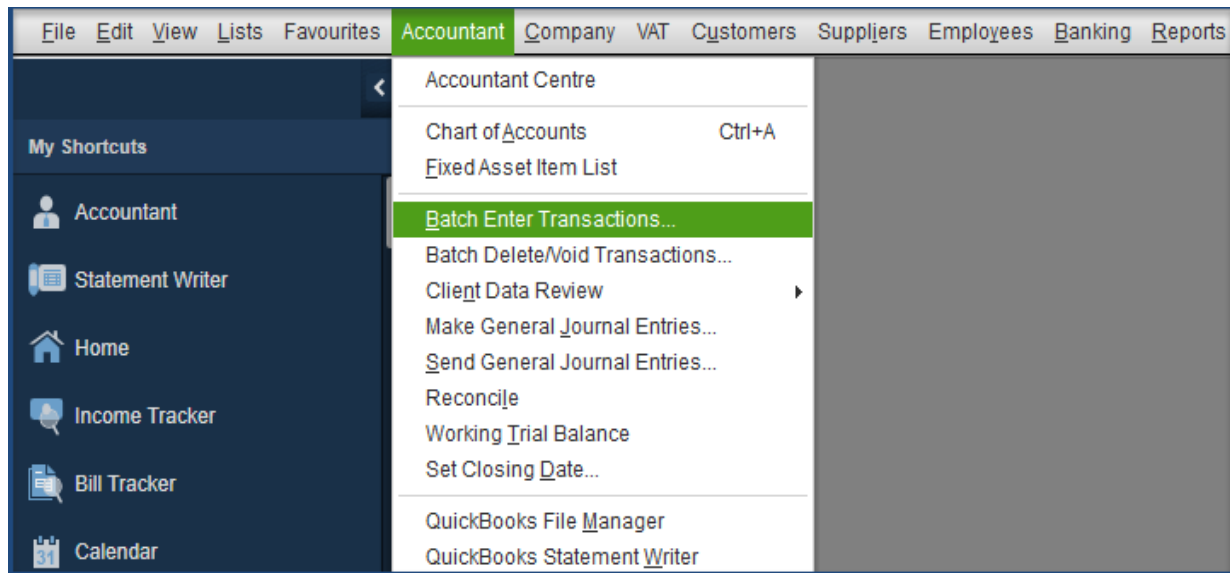 File Edit View Lists Favourites Accountant Company VAT Customers Suppliers Employees Banking Reports
Accountant Centre
Chart of Accounts Ctrl+A
Fixed Asset Item List
Batch Enter Transactions...
Batch Delete/Void Transactions...
Client Data Review
Make General Journal Entries...
Send General Journal Entries...
Reconcile
Working Trial Balance
Set Closing Date...
QuickBooks File Manager
QuickBooks Statement Writer
My Shortcuts
Accountant
Statement Writer
Home
Income Tracker
Bill Tracker
31
Calendar